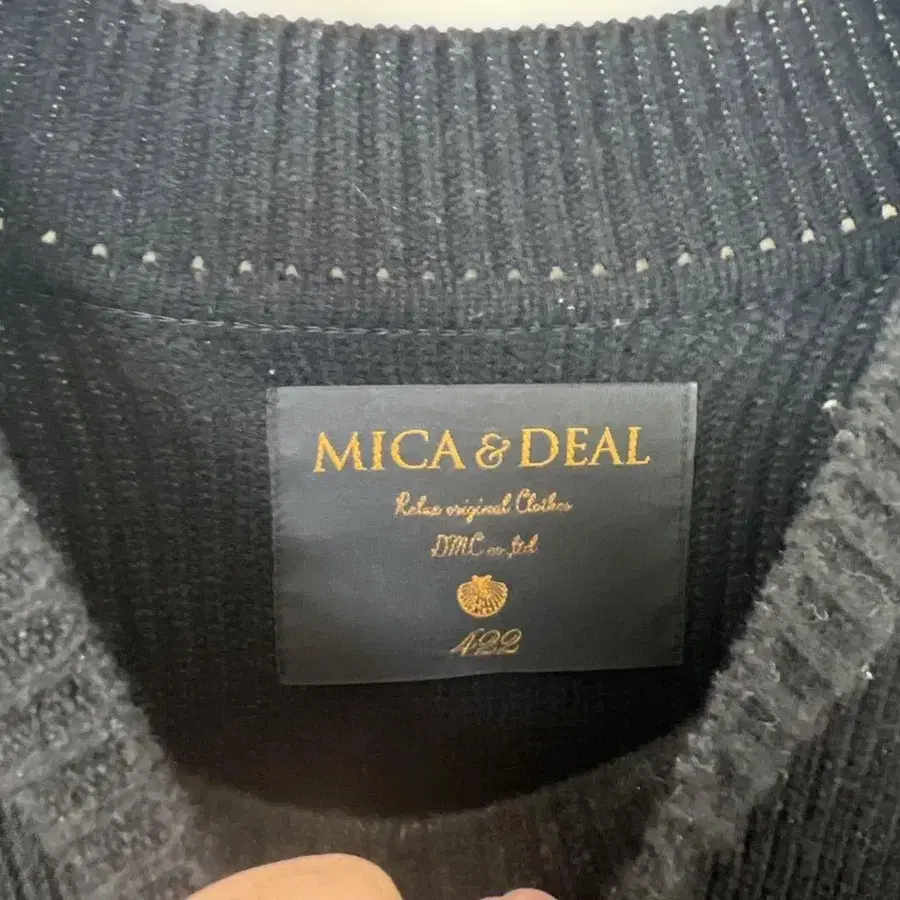 MICA & DEAL
Relax original Clothes
DMC co.,ltd
422